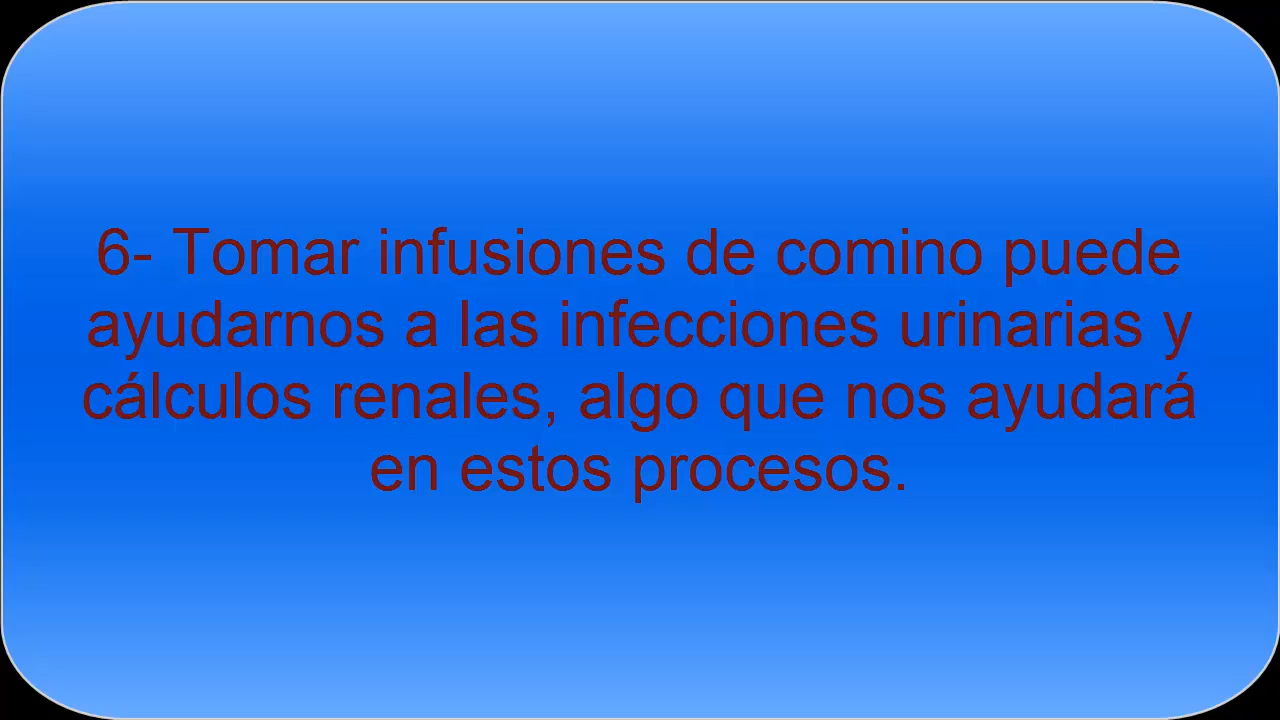 6- Tomar infusiones de comino puede
ayudarnos a las infecciones urinarias y
cálculos renales, algo que nos ayudará
en estos procesos.